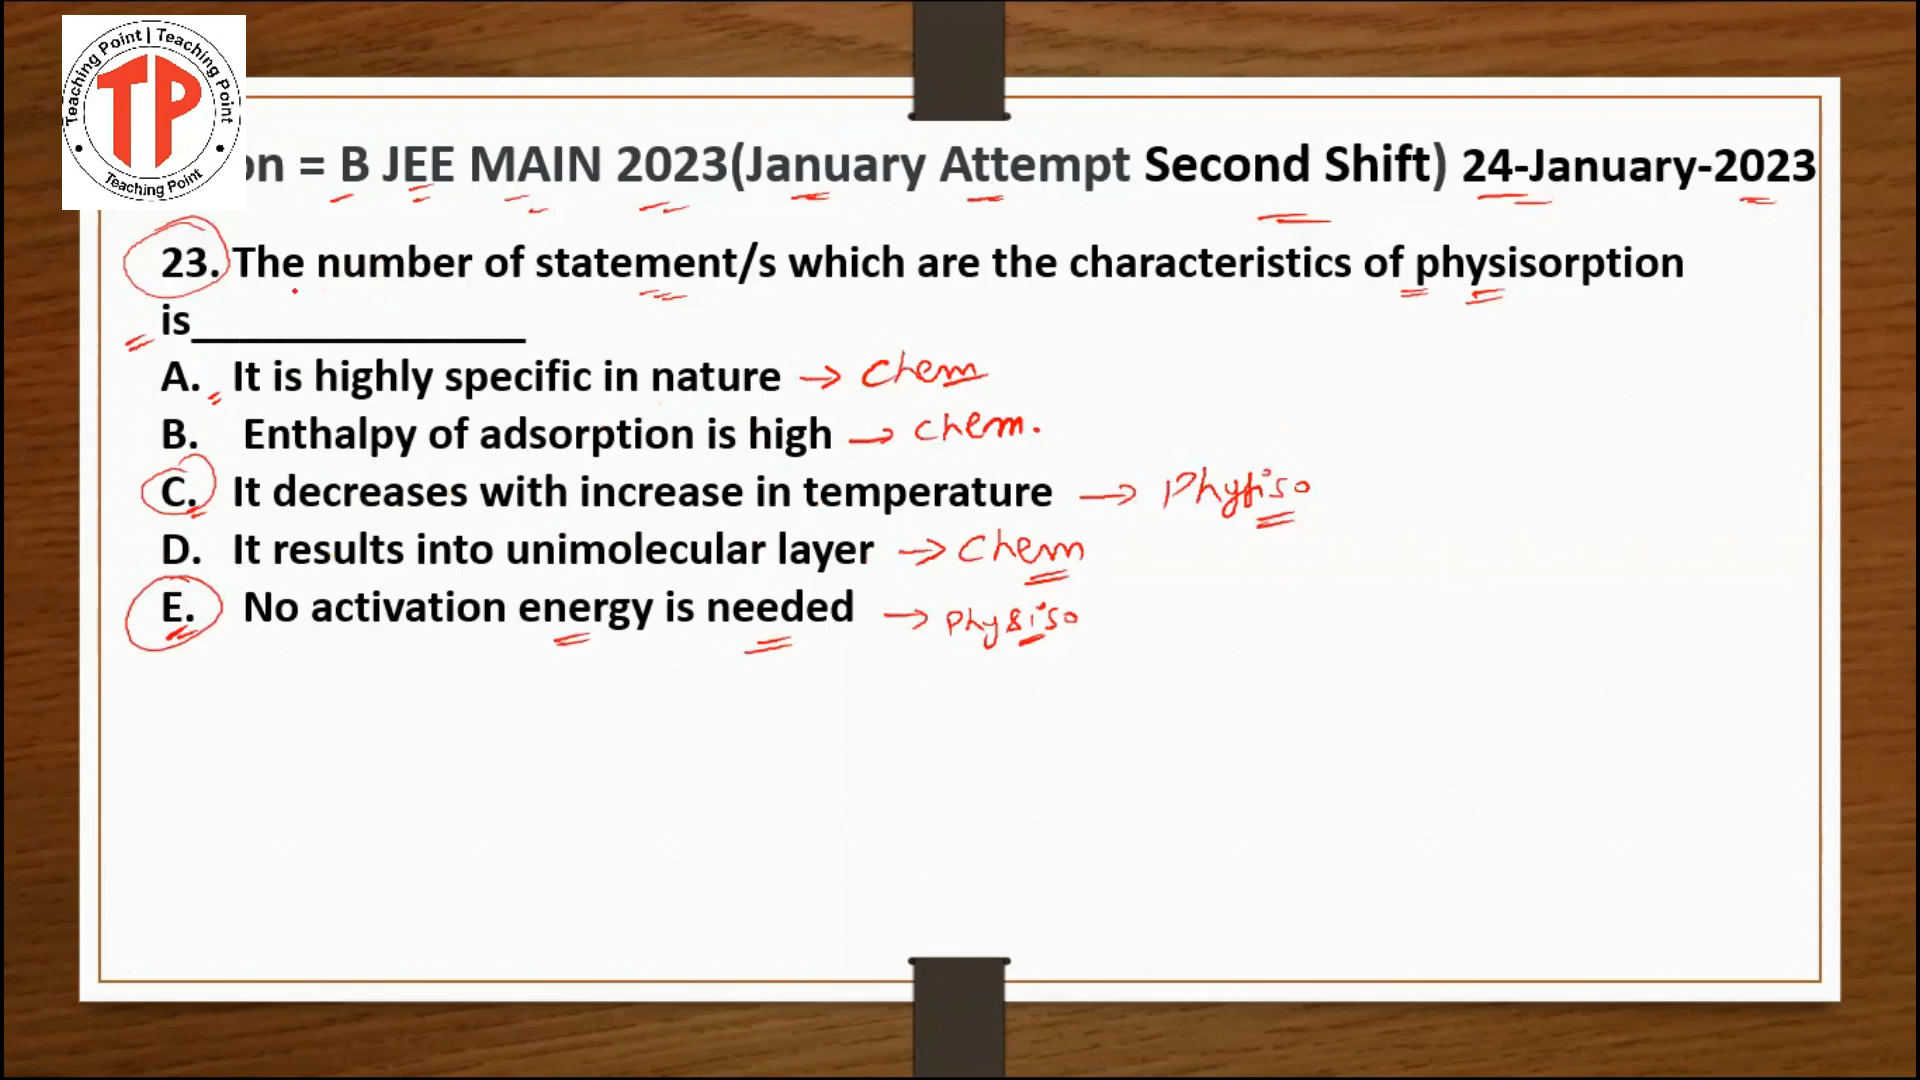 Teaching Point | Teaching Point
TP
Teaching Point
on = B JEE MAIN 2023(January Attempt Second Shift) 24-January-2023
23. The number of statement/s which are the characteristics of physisorption
is______________
A. It is highly specific in nature → Chem
B. Enthalpy of adsorption is high → Chem.
C. It decreases with increase in temperature → Physiso
D. It results into unimolecular layer → Chem
E. No activation energy is needed → Physiso